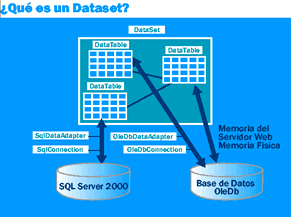 ¿Qué es un Dataset?
DataSet
DataTable
DataTable
DataTable
SqlDataAdapter
OleDbDataAdapter
SqlConnection
OleDbConnection
Memoria del
Servidor Web
Memoria Física
SQL Server 2000
Base de Datos
OleDb